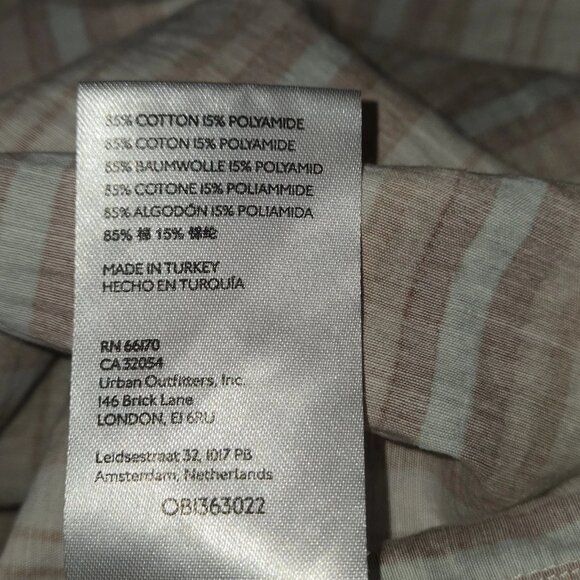 85% COTTON 15% POLYAMIDE
85% COTON 15% POLYAMIDE
85% BAUMWOLLE 15% POLYAMID
85% COTONE 15% POLIAMMIDE
85% ALGODÓN 15% POLIAMIDA
85% 棉 15% 锦纶
MADE IN TURKEY
HECHO EN TURQUÍA
RN 66170
CA 32054
Urban Outfitters, Inc.
146 Brick Lane
LONDON, E1 6RU
Leidsestraat 32, 1017 PB
Amsterdam, Netherlands
OB1363022